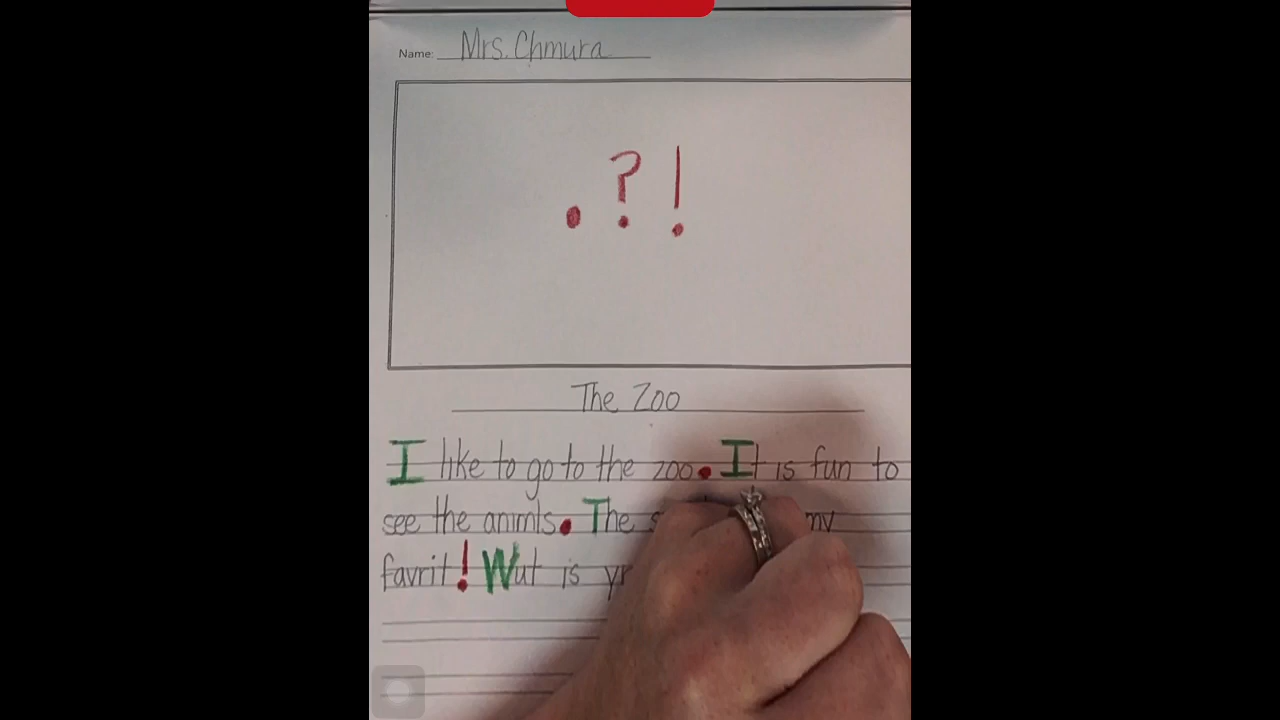 Name: Mrs. Chmura
. ? !
The Zoo
I like to go to the zoo. It is fun to
see the animls. The my
favrit! Wut is yr